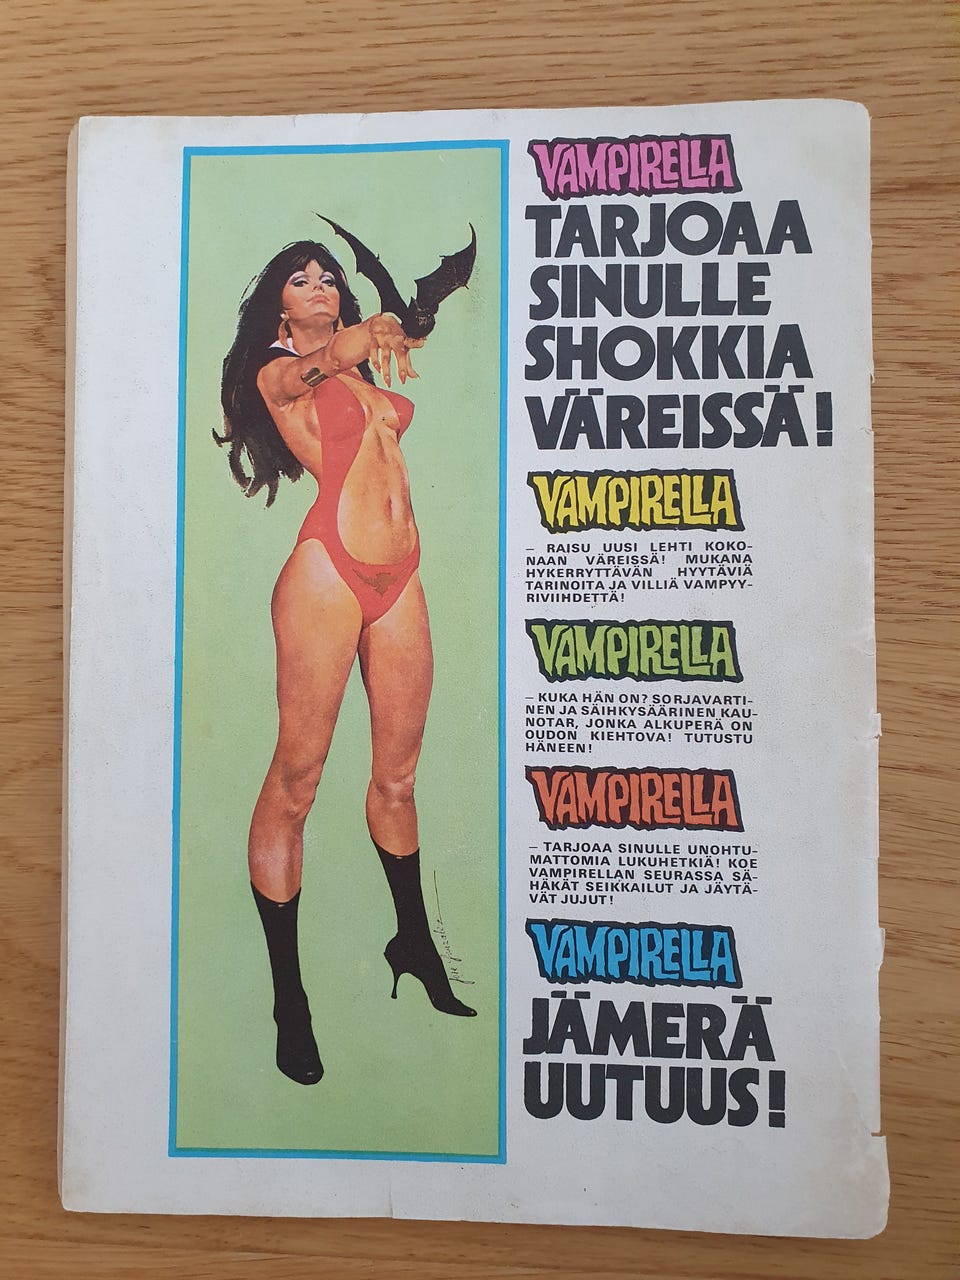 VAMPIRELLA
TARJOAA
SINULLE
SHOKKIA
VÄREISSÄ!
VAMPIRELLA
– RAISU UUSI LEHTI KOKO-
NAAN VÄREISSÄ! MUKANA
HYKERRYTTÄVÄN HYYTÄVIÄ
TARINOITA JA VILLIÄ VAMPYY-
RIVIIHDETTÄ!
VAMPIRELLA
– KUKA HÄN ON? SORJAVARTI-
NEN JA SÄIHKYSÄÄRINEN KAU-
NOTAR, JONKA ALKUPERÄ ON
OUDON KIEHTOVA! TUTUSTU
HÄNEEN!
VAMPIRELLA
– TARJOAA SINULLE UNOHTU-
MATTOMIA LUKUHETKIÄ! KOE
VAMPIRELLAN SEURASSA SÄ-
HÄKÄT SEIKKAILUT JA JÄYTÄ-
VÄT JUJUT!
VAMPIRELLA
JÄMERÄ
UUTUUS!